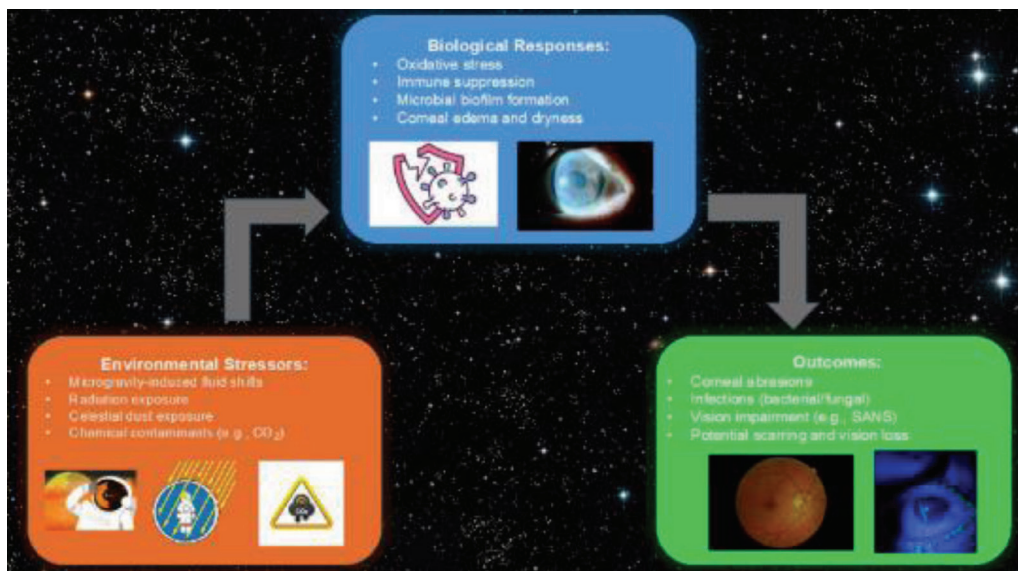 Biological Responses:
• Oxidative stress
• Immune suppression
• Microbial biofilm formation
• Corneal edema and dryness
Environmental Stressors:
• Microgravity-induced fluid shifts
• Radiation exposure
• Celestial dust exposure
• Chemical contaminants (e.g., CO₂)
Outcomes:
• Corneal abrasions
• Infections (bacterial/fungal)
• Vision impairment (e.g., SANS)
• Potential scarring and vision loss